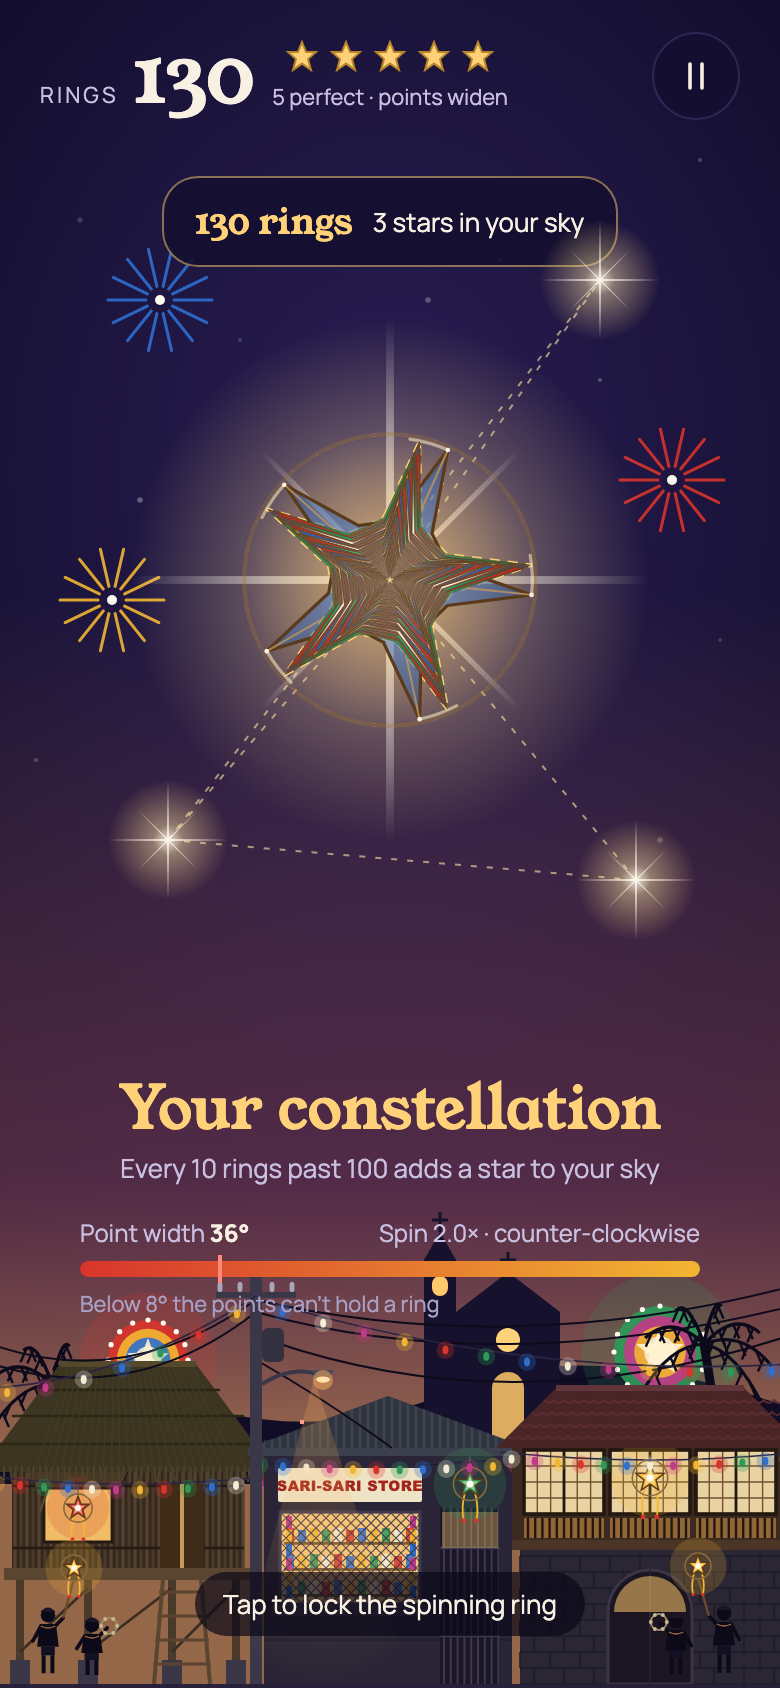 RINGS 130
5 perfect · points widen
130 rings 3 stars in your sky
Your constellation
Every 10 rings past 100 adds a star to your sky
Point width 36° Spin 2.0× · counter-clockwise
Below 8° the points can't hold a ring
SARI-SARI STORE
Tap to lock the spinning ring